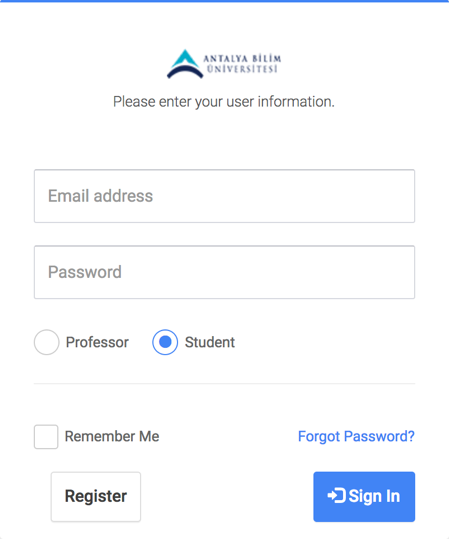 ANTALYA BİLİM
ÜNİVERSİTESİ
Please enter your user information.
Email address
Password
Professor Student
Remember Me Forgot Password?
Register Sign In